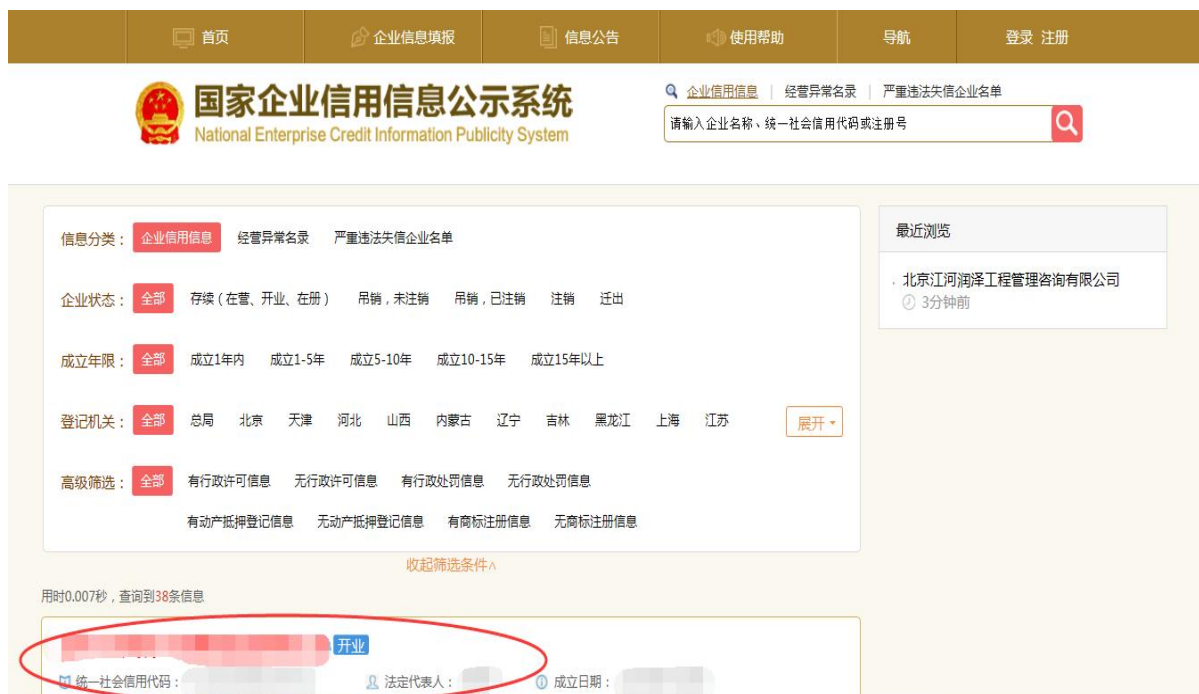 首页 企业信息填报 信息公告 使用帮助 导航 登录 注册
国家企业信用信息公示系统
National Enterprise Credit Information Publicity System
企业信用信息 | 经营异常名录 | 严重违法失信企业名单
请输入企业名称、统一社会信用代码或注册号
信息分类： 企业信用信息 经营异常名录 严重违法失信企业名单
企业状态： 全部 存续（在营、开业、在册） 吊销，未注销 吊销，已注销 注销 迁出
成立年限： 全部 成立1年内 成立1-5年 成立5-10年 成立10-15年 成立15年以上
登记机关： 全部 总局 北京 天津 河北 山西 内蒙古 辽宁 吉林 黑龙江 上海 江苏 展开
高级筛选： 全部 有行政许可信息 无行政许可信息 有行政处罚信息 无行政处罚信息
有动产抵押登记信息 无动产抵押登记信息 有商标注册信息 无商标注册信息
收起筛选条件
最近浏览
北京江河润泽工程管理咨询有限公司
3分钟前
用时0.007秒，查询到38条信息
开业
统一社会信用代码： 法定代表人： 成立日期：